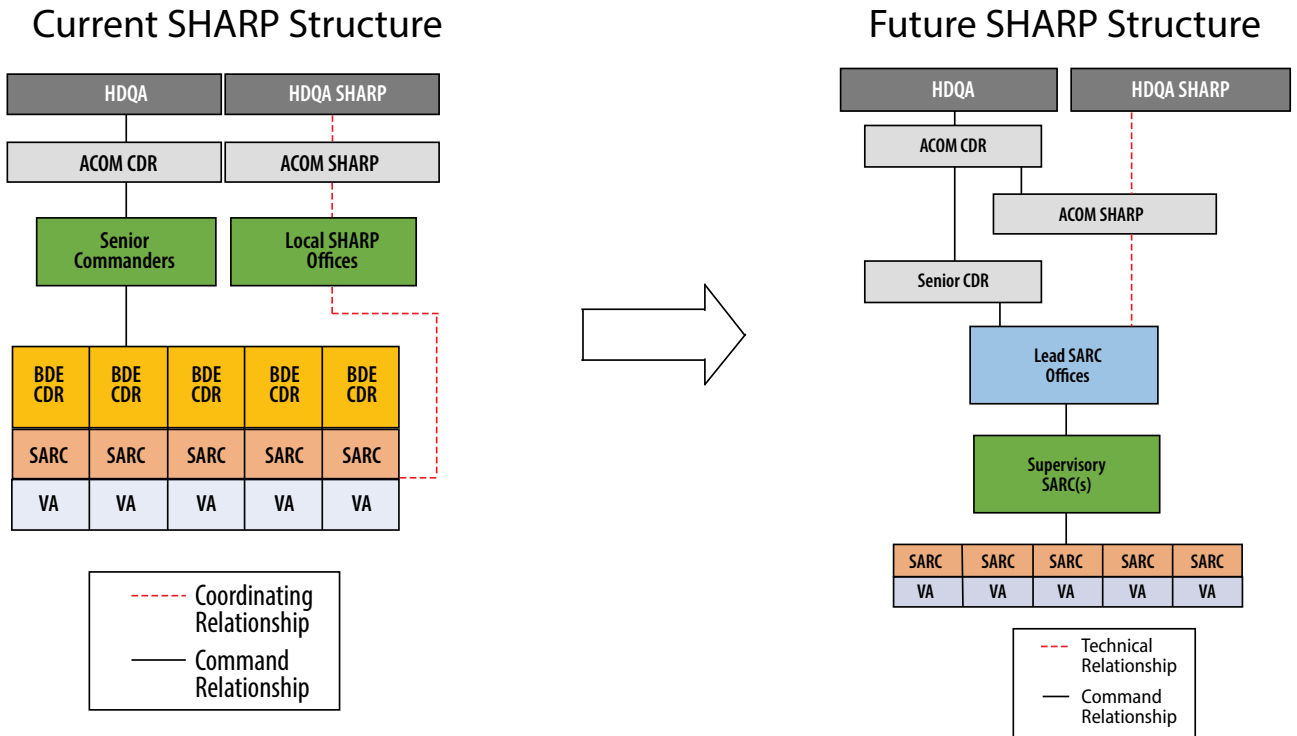 Current SHARP Structure
HDQA
HDQA SHARP
ACOM CDR
ACOM SHARP
Senior
Commanders
Local SHARP
Offices
BDE
CDR
BDE
CDR
BDE
CDR
BDE
CDR
BDE
CDR
SARC
SARC
SARC
SARC
SARC
VA
VA
VA
VA
VA
Coordinating
Relationship
Command
Relationship
Future SHARP Structure
HDQA
HDQA SHARP
ACOM CDR
ACOM SHARP
Senior CDR
Lead SARC
Offices
Supervisory
SARC(s)
SARC
SARC
SARC
SARC
SARC
VA
VA
VA
VA
VA
Technical
Relationship
Command
Relationship